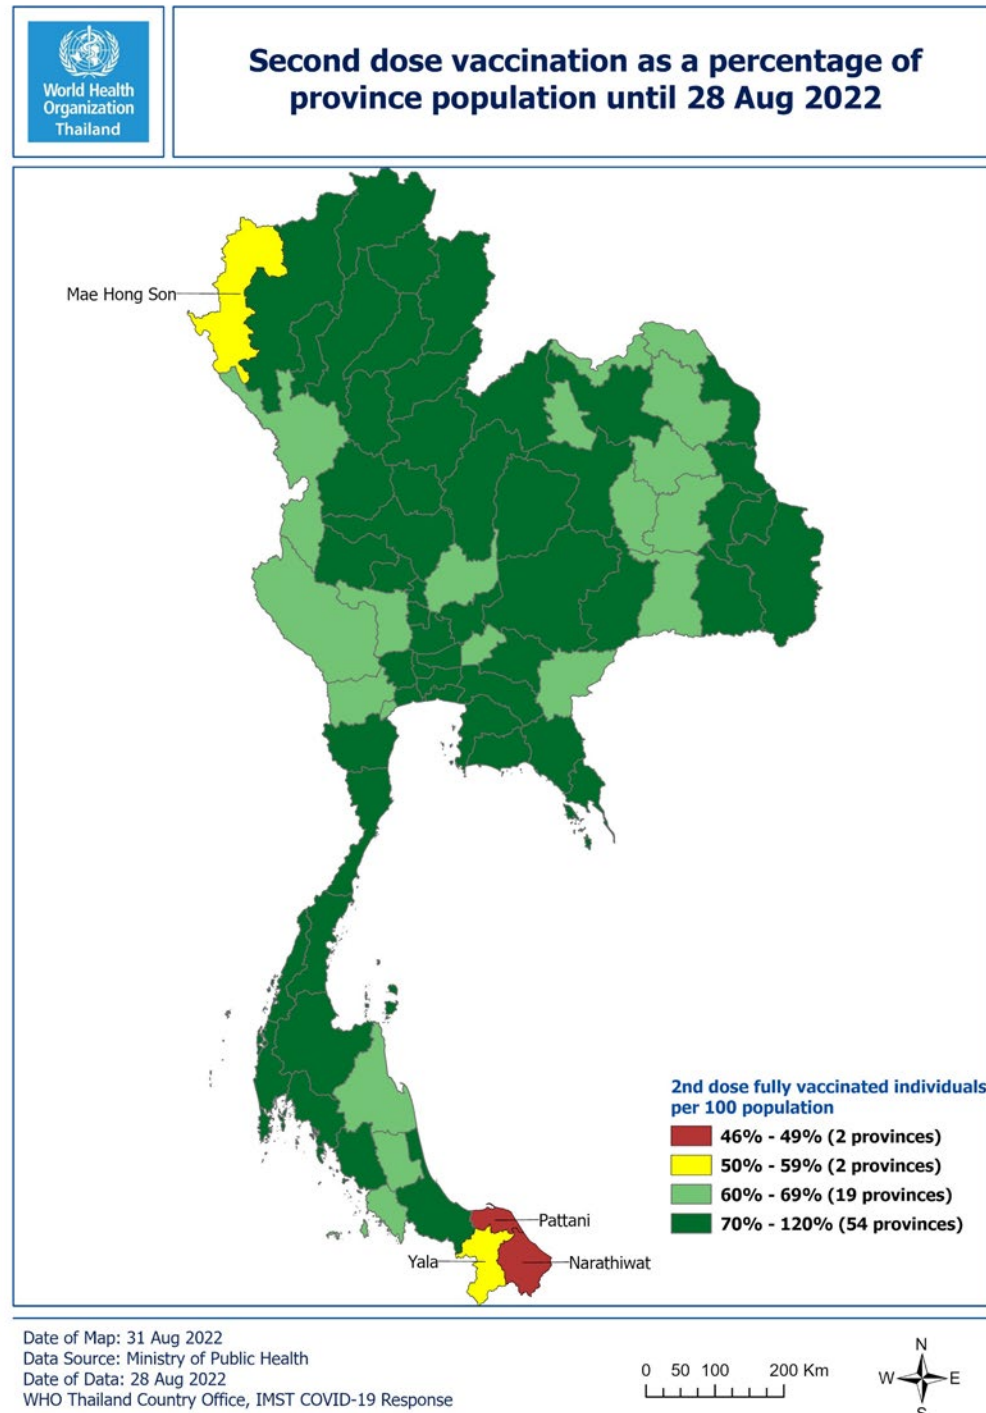 World Health
Organization
Thailand
Second dose vaccination as a percentage of
province population until 28 Aug 2022
Mae Hong Son
2nd dose fully vaccinated individuals
per 100 population
46% - 49% (2 provinces)
50% - 59% (2 provinces)
60% - 69% (19 provinces)
70% - 120% (54 provinces)
Pattani
Yala
Narathiwat
Date of Map: 31 Aug 2022
Data Source: Ministry of Public Health
Date of Data: 28 Aug 2022
WHO Thailand Country Office, IMST COVID-19 Response
0 50 100 200 Km
N
W E
S